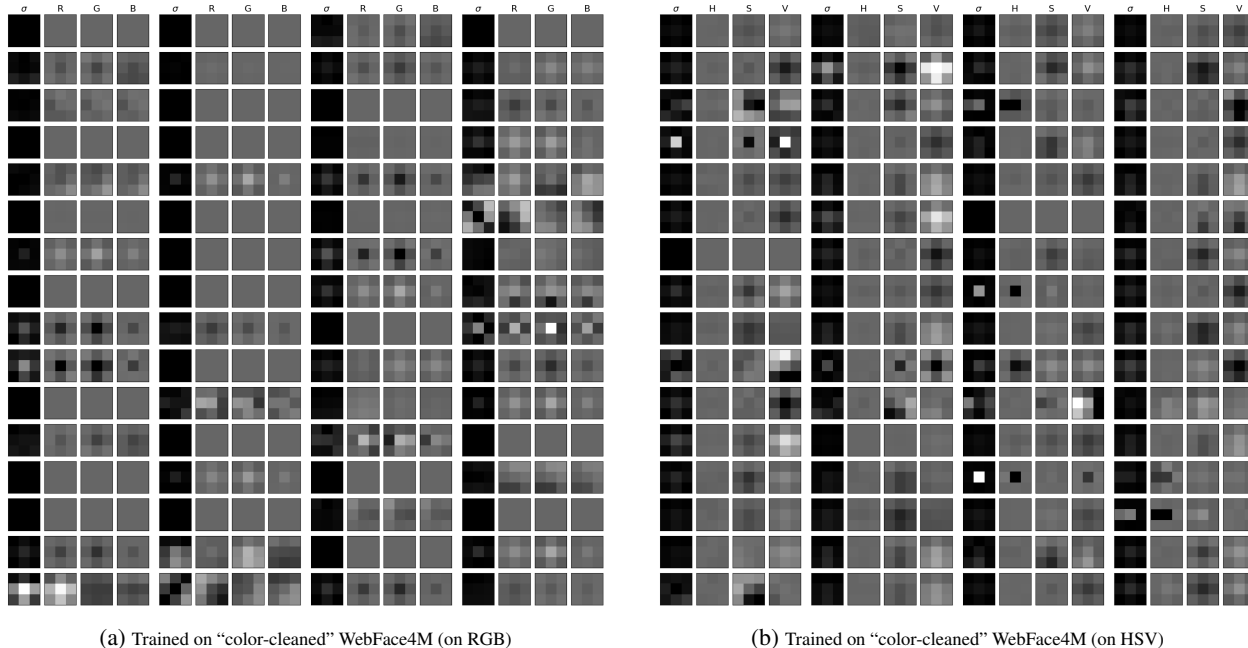 σ R G B σ R G B σ R G B σ R G B
σ H S V σ H S V σ H S V σ H S V
(a) Trained on “color-cleaned” WebFace4M (on RGB)
(b) Trained on “color-cleaned” WebFace4M (on HSV)